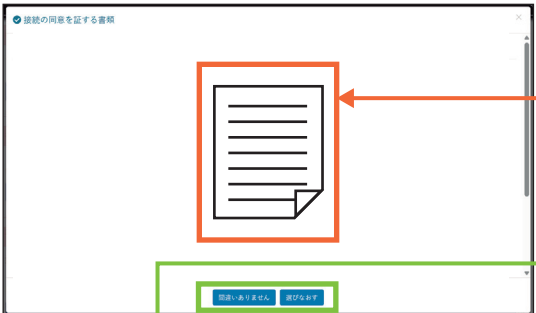 接続の同意を証する書類
間違いありません 選びなおす